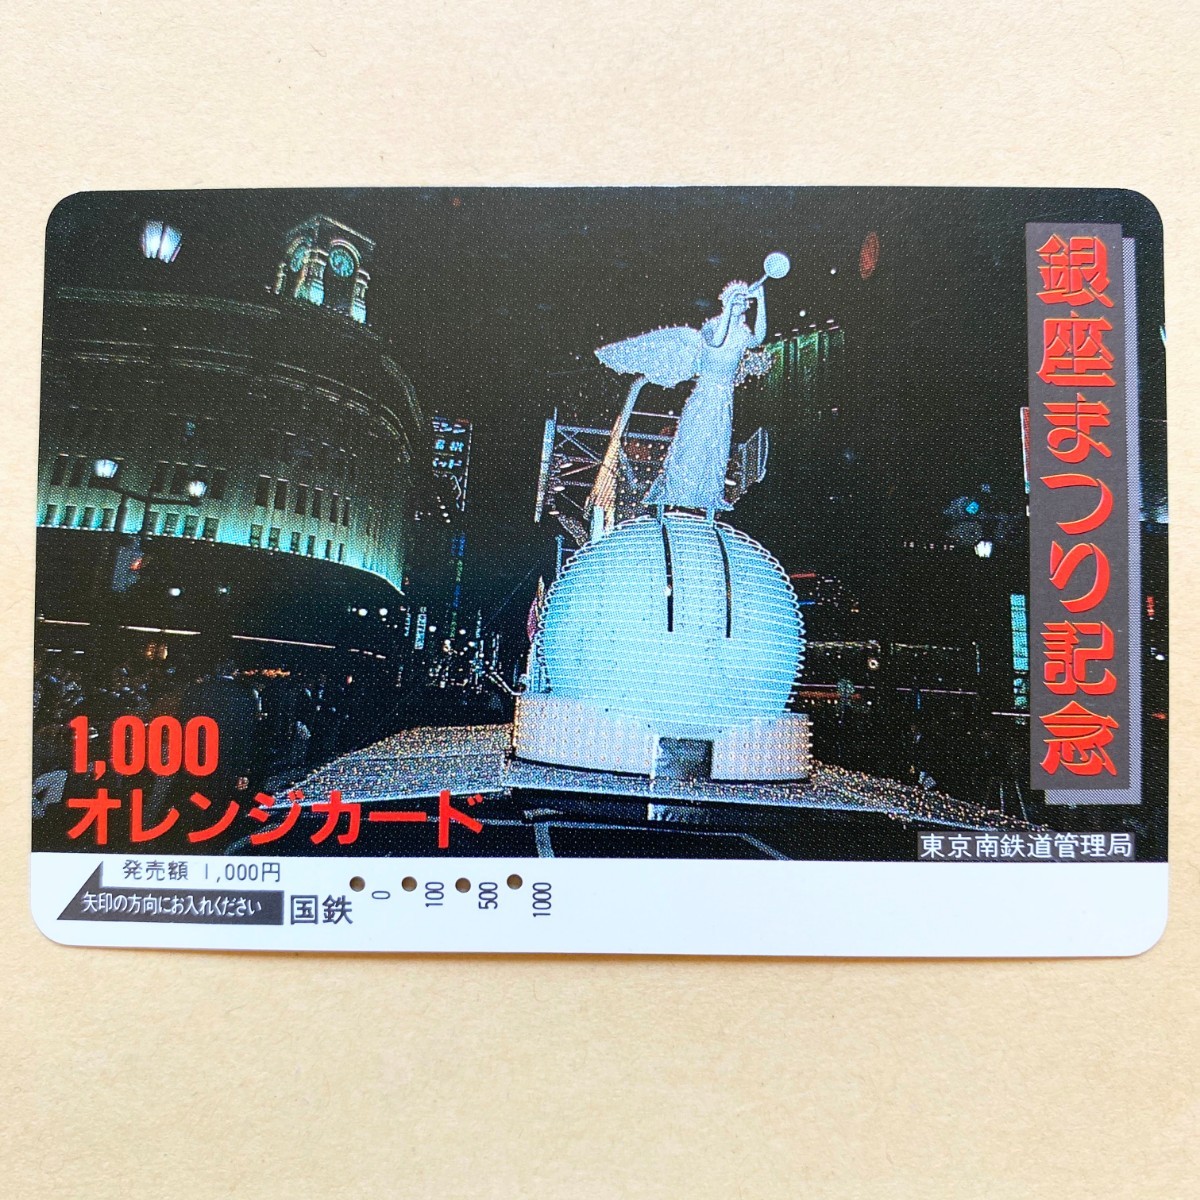 銀座まつり記念
1,000
オレンジカード
東京南鉄道管理局
発売額 1,000円
矢印の方向にお入れください
国鉄
0
100
500
1000